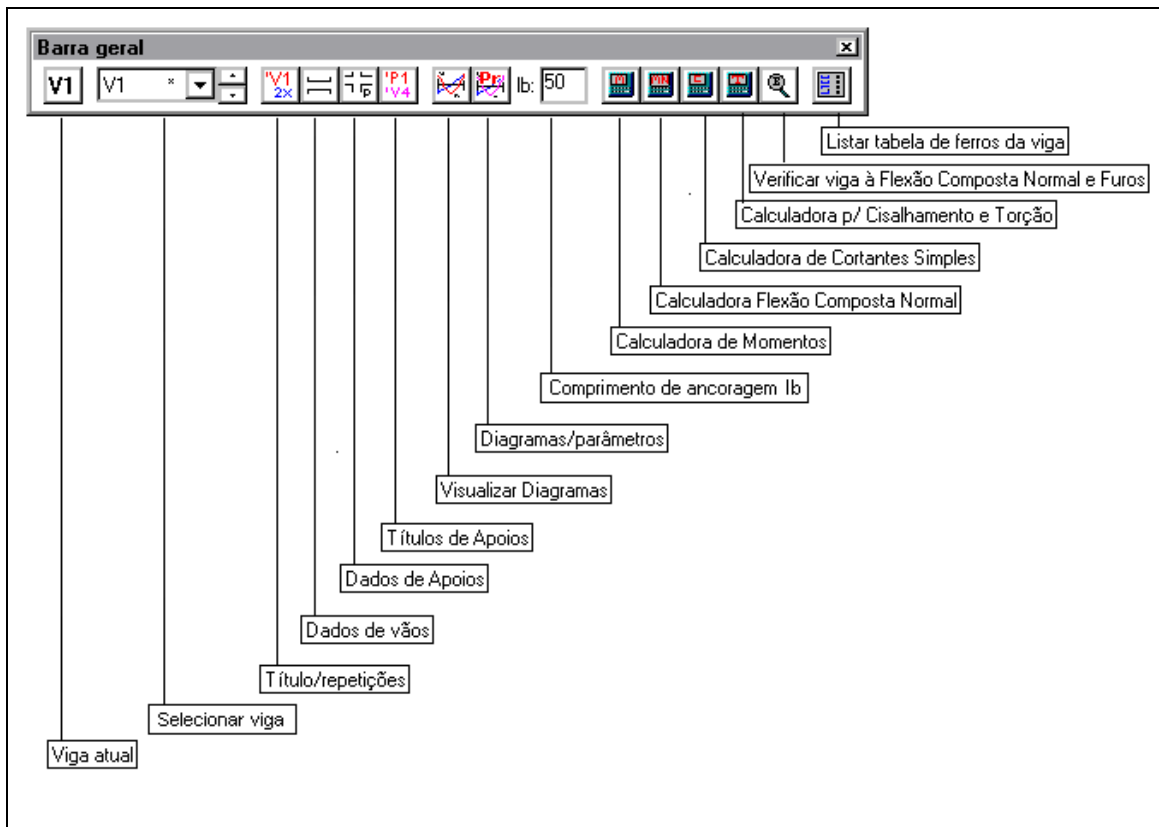 Barra geral
V1 V1 * 'V1 2x P 'P1 'V4 Pr lb: 50
Listar tabela de ferros da viga
Verificar viga à Flexão Composta Normal e Furos
Calculadora p/ Cisalhamento e Torção
Calculadora de Cortantes Simples
Calculadora Flexão Composta Normal
Calculadora de Momentos
Comprimento de ancoragem lb
Diagramas/parâmetros
Visualizar Diagramas
Títulos de Apoios
Dados de Apoios
Dados de vãos
Título/repetições
Selecionar viga
Viga atual